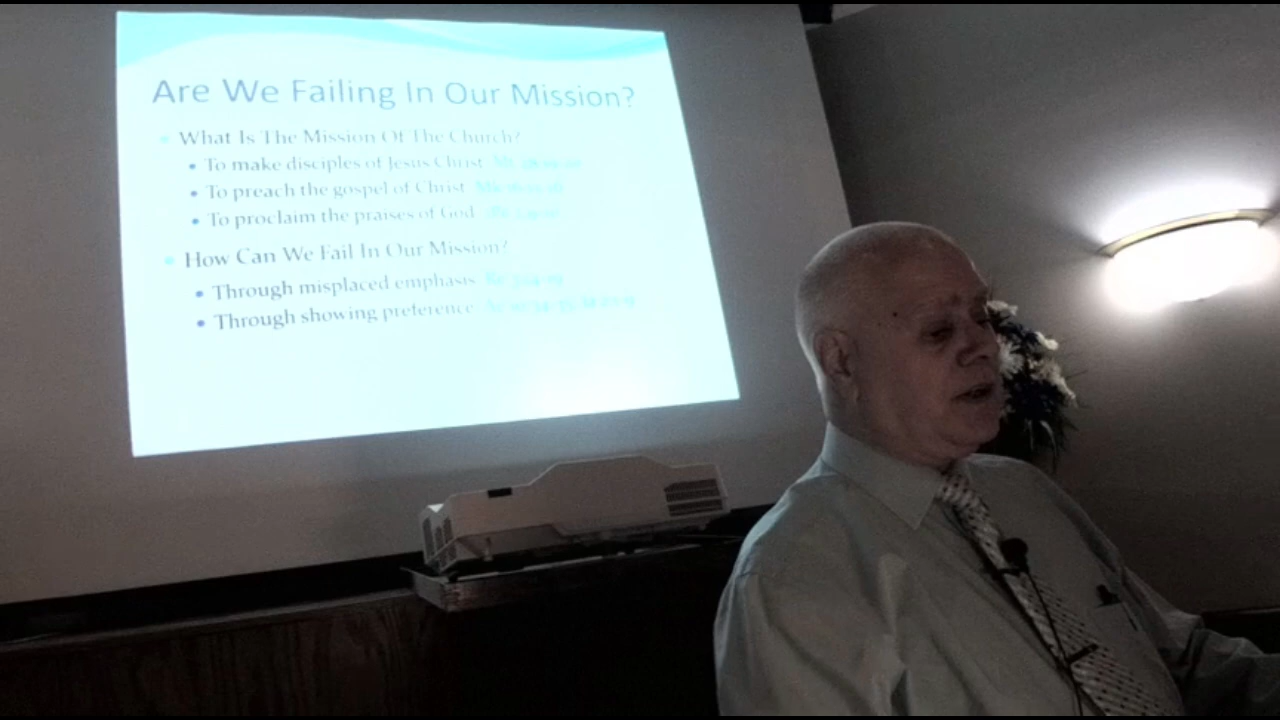 Are We Failing In Our Mission?
What Is The Mission Of The Church?
To make disciples of Jesus Christ
To preach the gospel of Christ
To proclaim the praises of God
How Can We Fail In Our Mission?
Through misplaced emphasis
Through showing preference